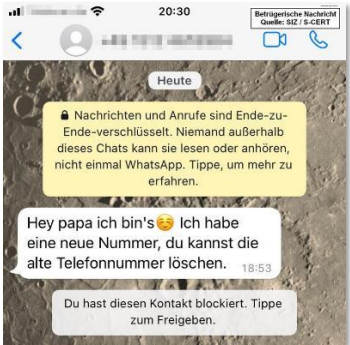 20:30
Betrügerische Nachricht
Quelle: SIZ / S-CERT
Heute
Nachrichten und Anrufe sind Ende-zu-
Ende-verschlüsselt. Niemand außerhalb
dieses Chats kann sie lesen oder anhören,
nicht einmal WhatsApp. Tippe, um mehr zu
erfahren.
Hey papa ich bin's☺️ Ich habe
eine neue Nummer, du kannst die
alte Telefonnummer löschen. 18:53
Du hast diesen Kontakt blockiert. Tippe
zum Freigeben.